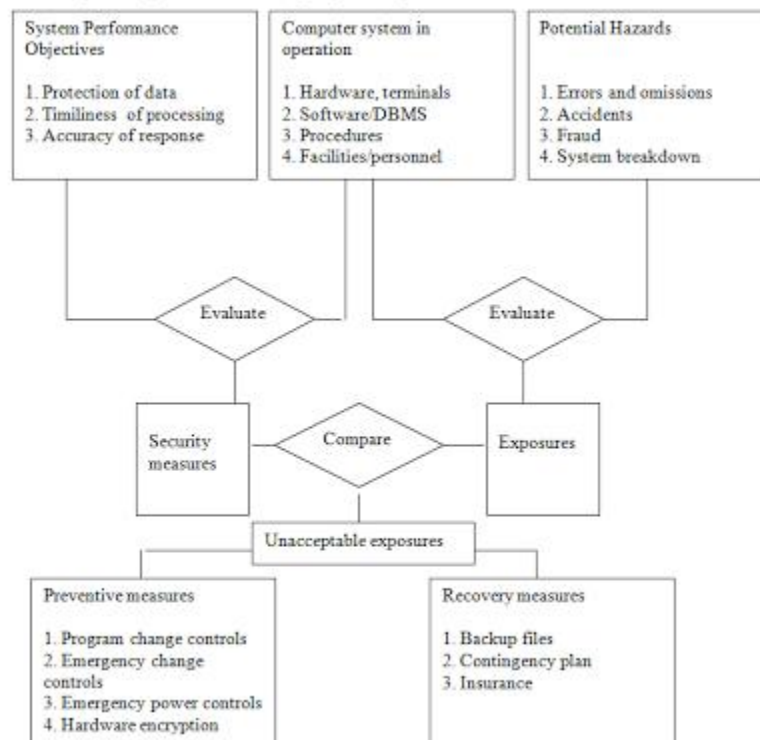 System Performance
Objectives
1. Protection of data
2. Timiliness of processing
3. Accuracy of response
Computer system in
operation
1. Hardware, terminals
2. Software/DBMS
3. Procedures
4. Facilities/personnel
Potential Hazards
1. Errors and omissions
2. Accidents
3. Fraud
4. System breakdown
Evaluate
Evaluate
Security
measures
Compare
Exposures
Unacceptable exposures
Preventive measures
1. Program change controls
2. Emergency change
controls
3. Emergency power controls
4. Hardware encryption
Recovery measures
1. Backup files
2. Contingency plan
3. Insurance